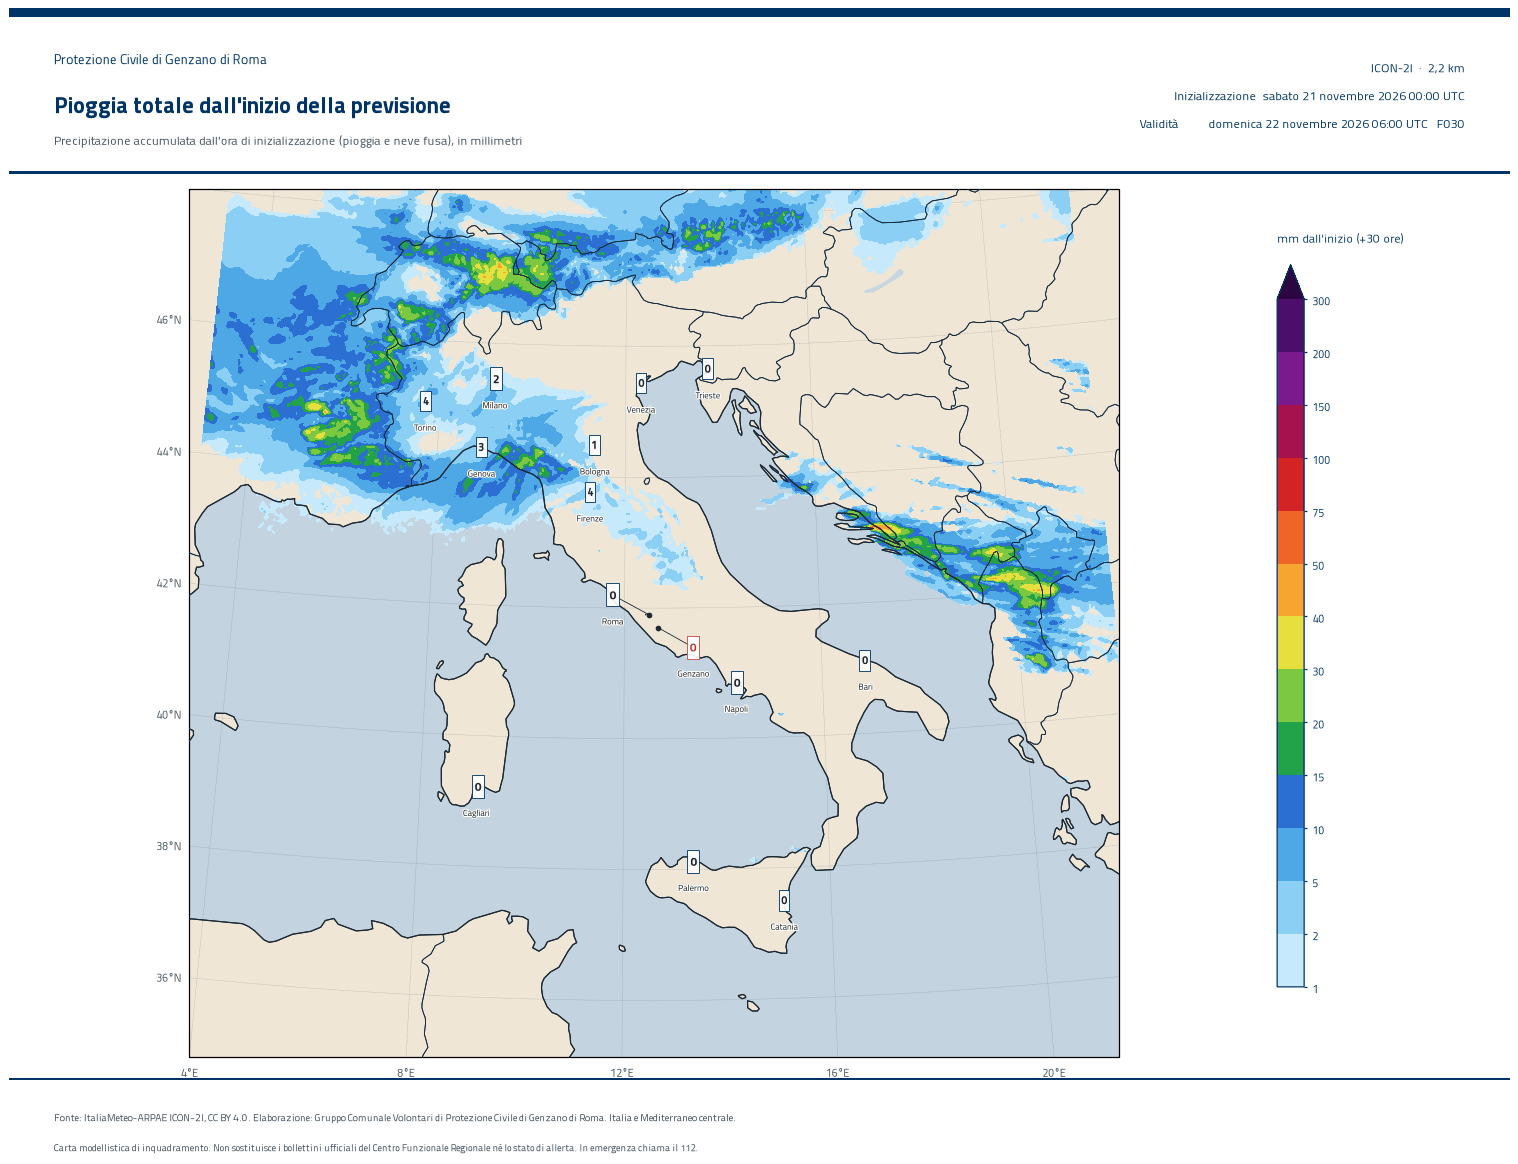 Protezione Civile di Genzano di Roma
Pioggia totale dall'inizio della previsione
Precipitazione accumulata dall'ora di inizializzazione (pioggia e neve fusa), in millimetri
ICON-2I · 2,2 km
Inizializzazione sabato 21 novembre 2026 00:00 UTC
Validità domenica 22 novembre 2026 06:00 UTC F030
mm dall'inizio (+30 ore)
300
200
150
100
75
50
40
30
20
15
10
5
2
1
46°N
44°N
42°N
40°N
38°N
36°N
4°E
8°E
12°E
16°E
20°E
0
Trieste
0
Venezia
2
Milano
4
Torino
3
Genova
1
Bologna
4
Firenze
0
Roma
0
Genzano
0
Napoli
0
Bari
0
Cagliari
0
Palermo
0
Catania
Fonte: ItaliaMeteo-ARPAE ICON-2I, CC BY 4.0. Elaborazione: Gruppo Comunale Volontari di Protezione Civile di Genzano di Roma. Italia e Mediterraneo centrale.
Carta modellistica di inquadramento. Non sostituisce i bollettini ufficiali del Centro Funzionale Regionale né lo stato di allerta. In emergenza chiama il 112.